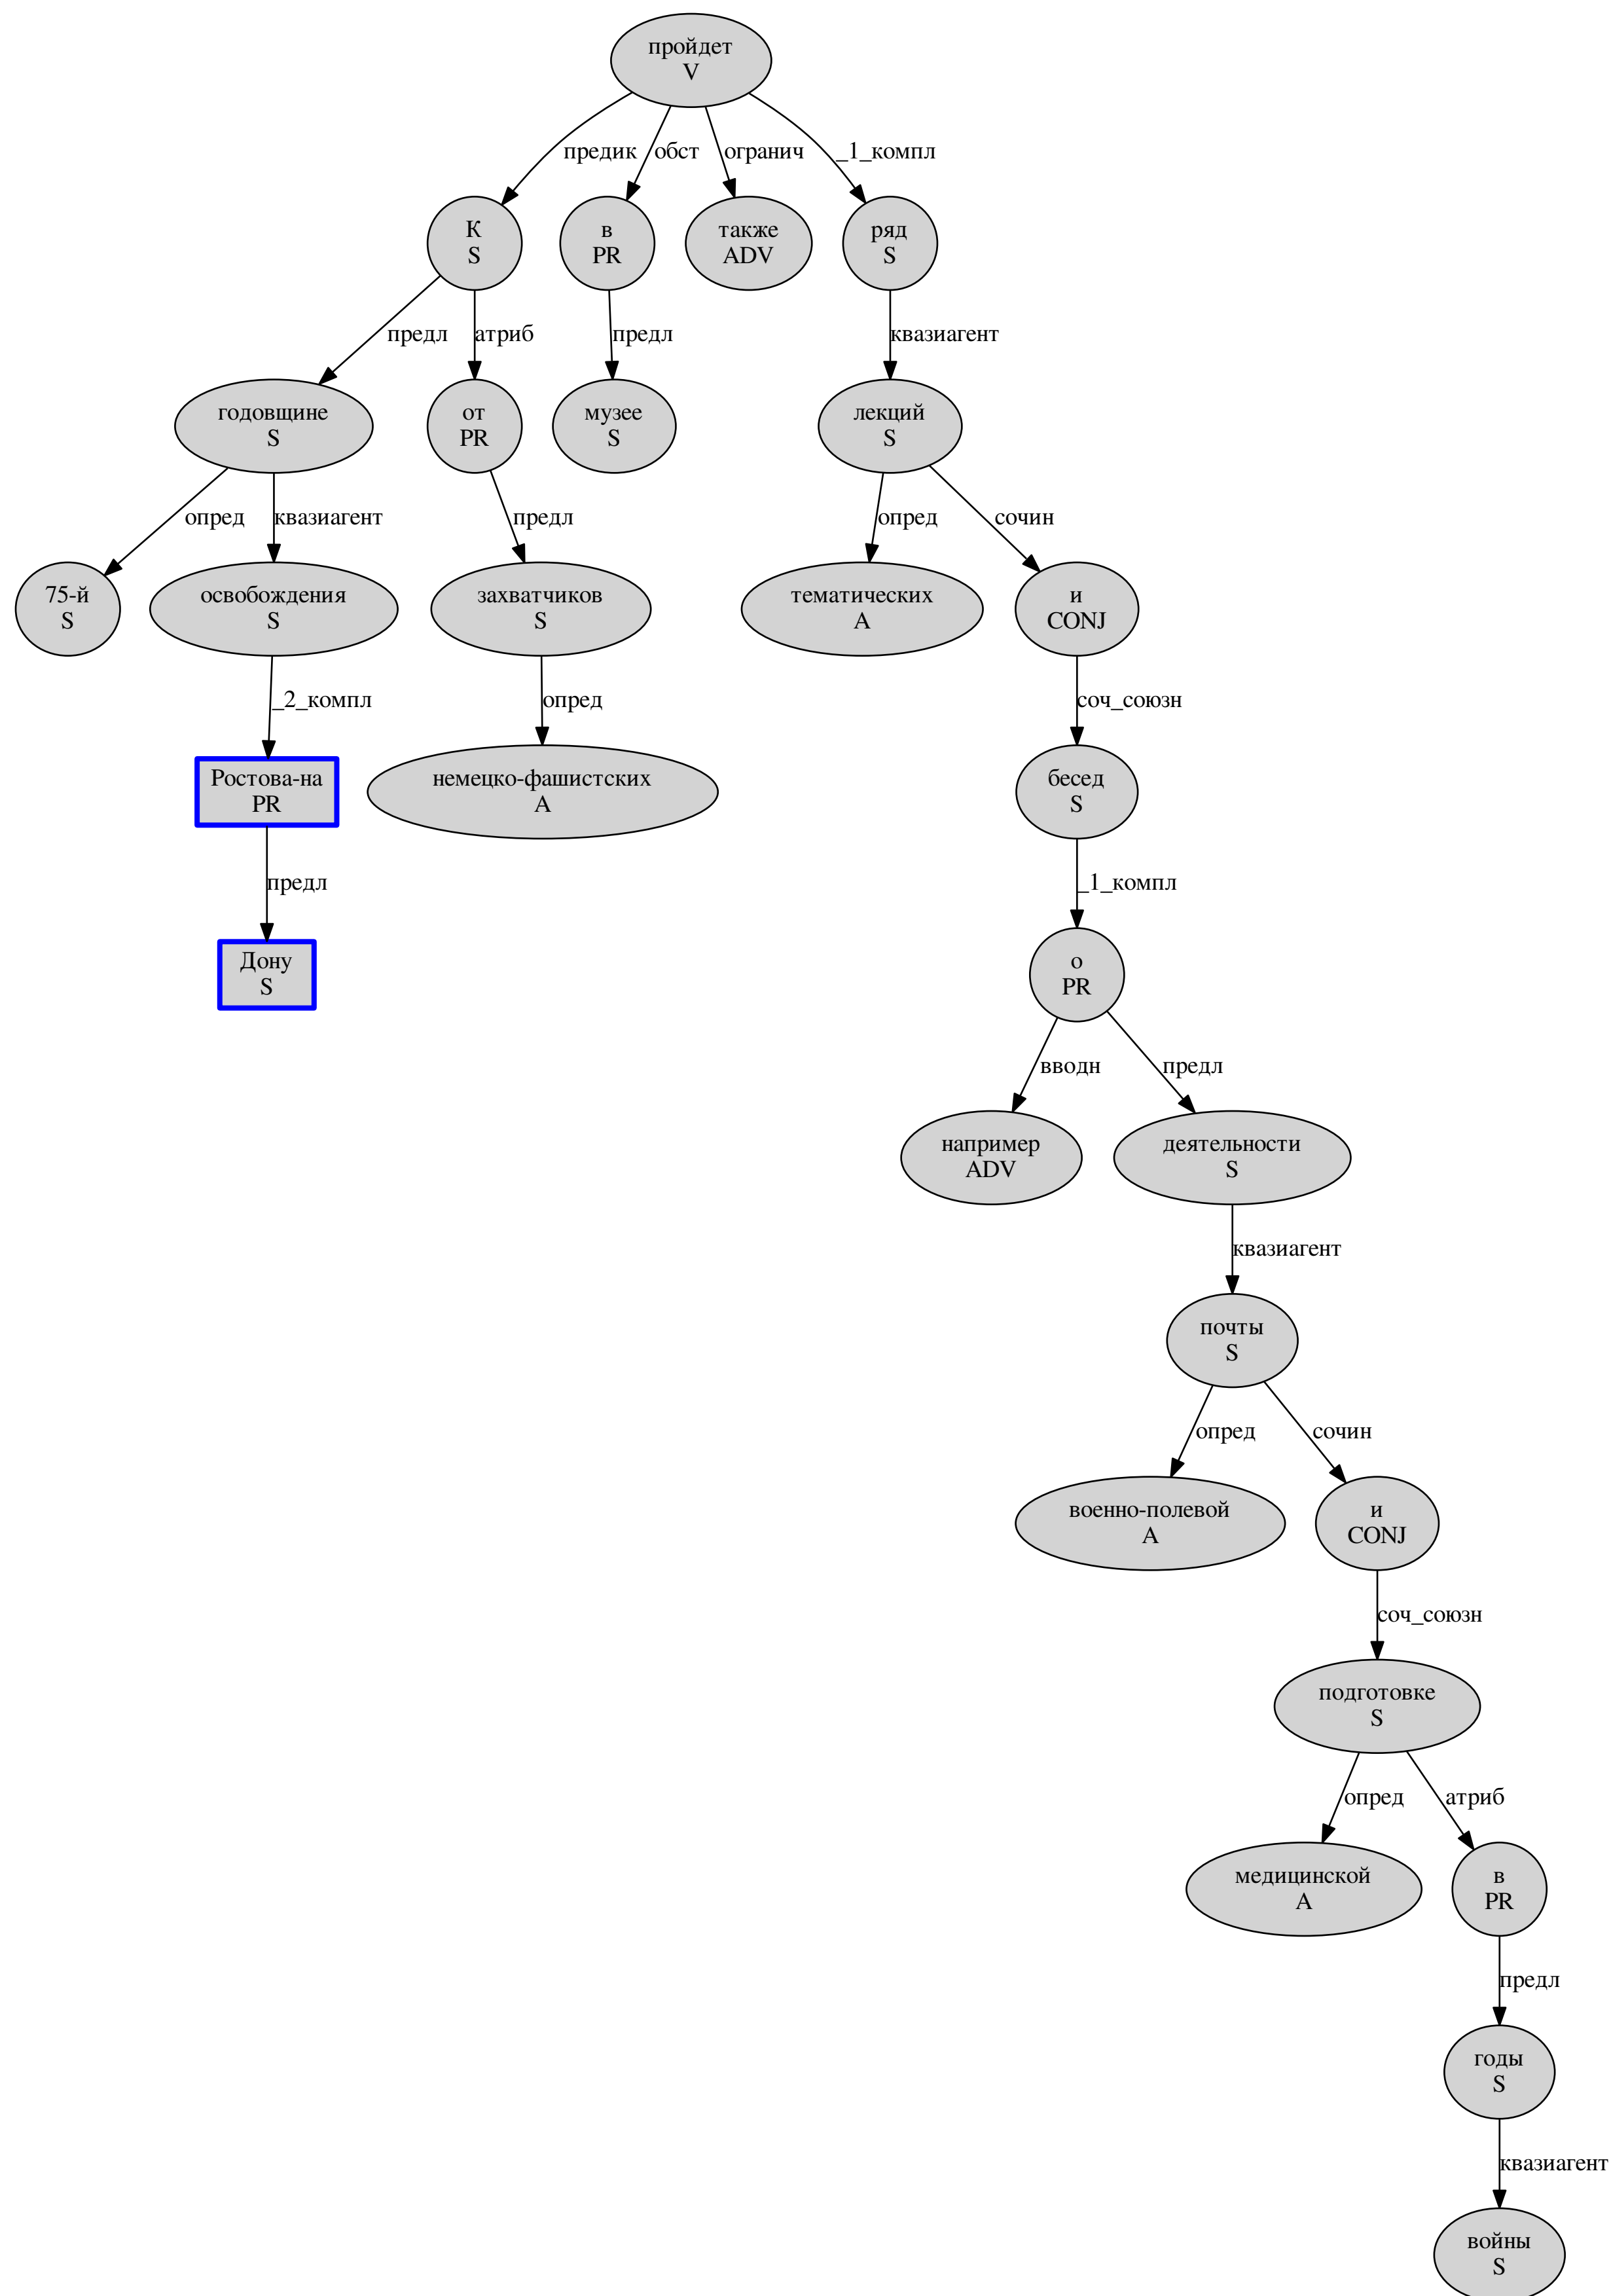 пройдет
V
предик
обст
огранич
_1_компл
К
S
в
PR
также
ADV
ряд
S
предл
атриб
предл
квазиагент
годовщине
S
от
PR
музее
S
лекций
S
опред
квазиагент
предл
опред
сочин
75-й
S
освобождения
S
захватчиков
S
тематических
A
и
CONJ
_2_компл
опред
соч_союзн
Ростова-на
PR
немецко-фашистских
A
бесед
S
предл
_1_компл
Дону
S
о
PR
вводн
предл
например
ADV
деятельности
S
квазиагент
почты
S
опред
сочин
военно-полевой
A
и
CONJ
соч_союзн
подготовке
S
опред
атриб
медицинской
A
в
PR
предл
годы
S
квазиагент
войны
S